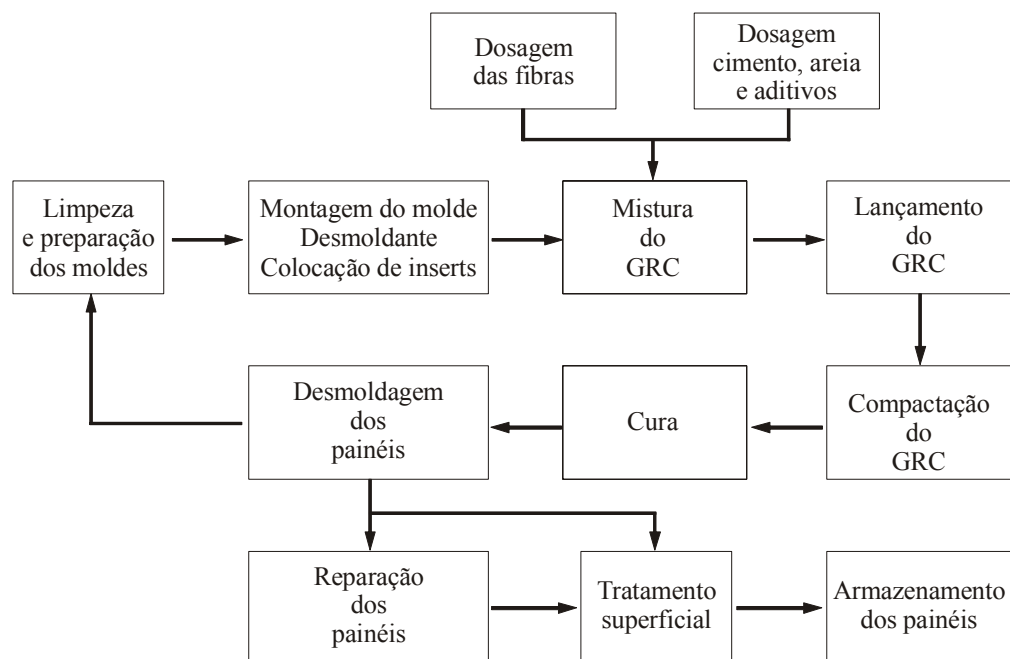 Dosagem
das fibras
Dosagem
cimento, areia
e aditivos
Limpeza
e preparação
dos moldes
Montagem do molde
Desmoldante
Colocação de inserts
Mistura
do
GRC
Lançamento
do
GRC
Desmoldagem
dos
painéis
Cura
Compactação
do
GRC
Reparação
dos
painéis
Tratamento
superficial
Armazenamento
dos painéis